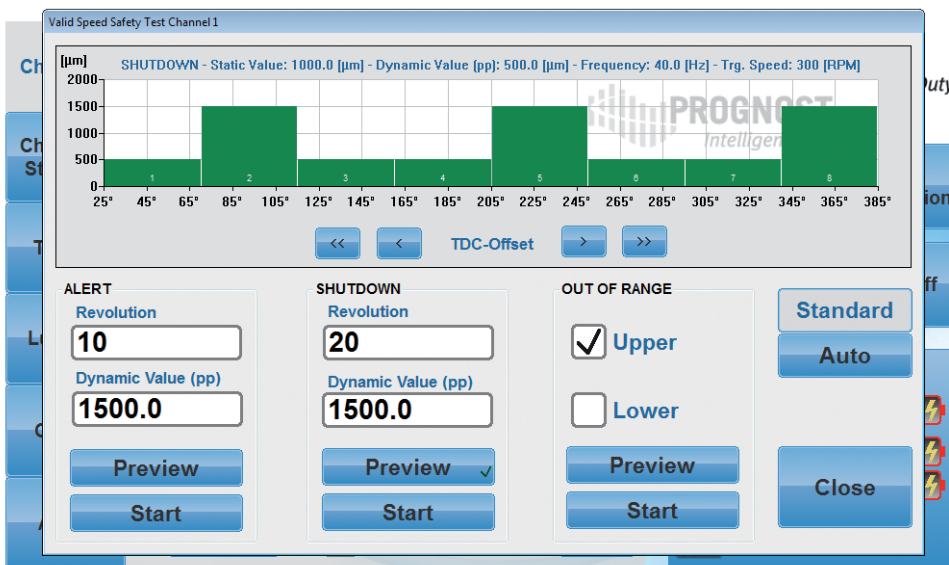 Valid Speed Safety Test Channel 1
[µm]
SHUTDOWN - Static Value: 1000.0 [µm] - Dynamic Value (pp): 500.0 [µm] - Frequency: 40.0 [Hz] - Trg. Speed: 300 [RPM]
2000
1500
1000
500
0
PROGNOST
Intelligen
1 2 3 4 5 6 7 8
25° 45° 65° 85° 105° 125° 145° 165° 185° 205° 225° 245° 265° 285° 305° 325° 345° 365° 385°
<< < TDC-Offset > >>
ALERT
Revolution
10
Dynamic Value (pp)
1500.0
Preview
Start
SHUTDOWN
Revolution
20
Dynamic Value (pp)
1500.0
Preview
Start
OUT OF RANGE
Upper
Lower
Preview
Start
Standard
Auto
Close
Ch
Ch
St
T
uty
ion
ff